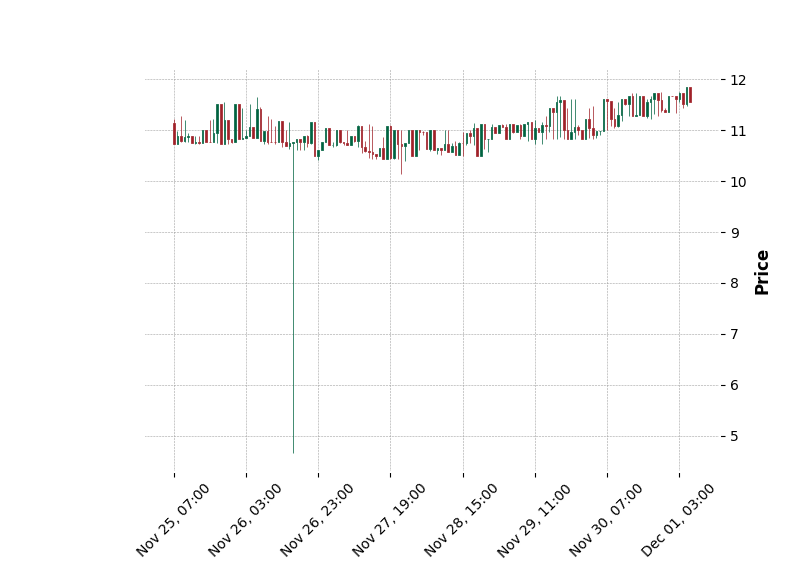 12
11
10
9
8
7
6
5
Price
Nov 25, 07:00
Nov 26, 03:00
Nov 26, 23:00
Nov 27, 19:00
Nov 28, 15:00
Nov 29, 11:00
Nov 30, 07:00
Dec 01, 03:00